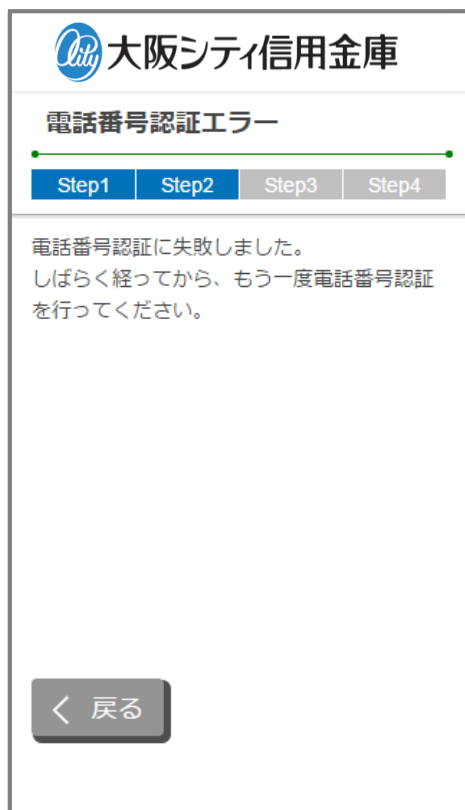 City 大阪シティ信用金庫
電話番号認証エラー
Step1 Step2 Step3 Step4
電話番号認証に失敗しました。
しばらく経ってから、もう一度電話番号認証
を行ってください。
戻る